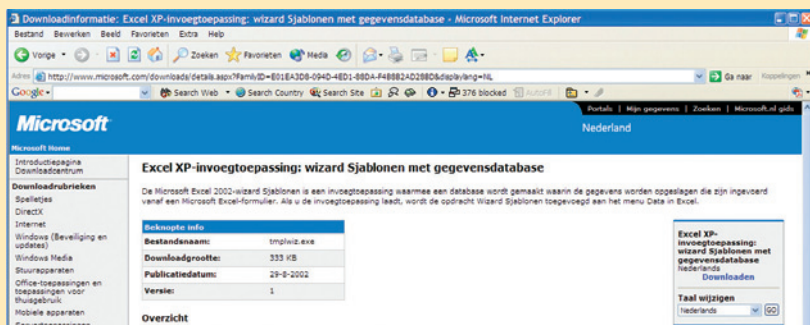 Downloadinformatie: Excel XP-invoegtoepassing: wizard Sjablonen met gegevensdatabase - Microsoft Internet Explorer
Bestand Bewerken Beeld Favorieten Extra Help
Vorige Zoeken Favorieten Media
Adres http://www.microsoft.com/downloads/details.aspx?FamilyID=E01EA3D8-094D-4ED1-88DA-F488B2AD288D&displaylang=NL Ga naar Koppelingen
Google Search Web Search Country Search Site 376 blocked AutoFill
Portals | Mijn gegevens | Zoeken | Microsoft.nl gids
Microsoft
Nederland
Microsoft Home
Introductiepagina
Downloadcentrum
Downloadrubrieken
Spelletjes
DirectX
Internet
Windows (Beveiliging en
updates)
Windows Media
Stuurapparaten
Office-toepassingen en
toepassingen voor
thuisgebruik
Mobiele apparaten
Servertoepassingen
Excel XP-invoegtoepassing: wizard Sjablonen met gegevensdatabase
De Microsoft Excel 2002-wizard Sjablonen is een invoegtoepassing waarmee een database wordt gemaakt waarin de gegevens worden opgeslagen die zijn ingevoerd
vanaf een Microsoft Excel-formulier. Als u de invoegtoepassing laadt, wordt de opdracht Wizard Sjablonen toegevoegd aan het menu Data in Excel.
Beknopte info
Bestandsnaam: tmplwiz.exe
Downloadgrootte: 333 KB
Publicatiedatum: 29-8-2002
Versie: 1
Overzicht
Excel XP-
invoegtoepassing:
wizard Sjablonen met
gegevensdatabase
Nederlands
Downloaden
Taal wijzigen
Nederlands GO